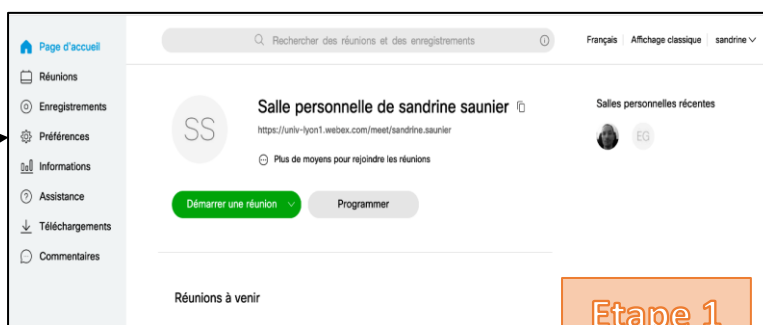 Page d'accueil
Réunions
Enregistrements
Préférences
Informations
Assistance
Téléchargements
Commentaires
Rechercher des réunions et des enregistrements
Français Affichage classique sandrine
SS
Salle personnelle de sandrine saunier
https://univ-lyon1.webex.com/meet/sandrine.saunier
Plus de moyens pour rejoindre les réunions
Démarrer une réunion
Programmer
Salles personnelles récentes
EG
Réunions à venir
Etape 1